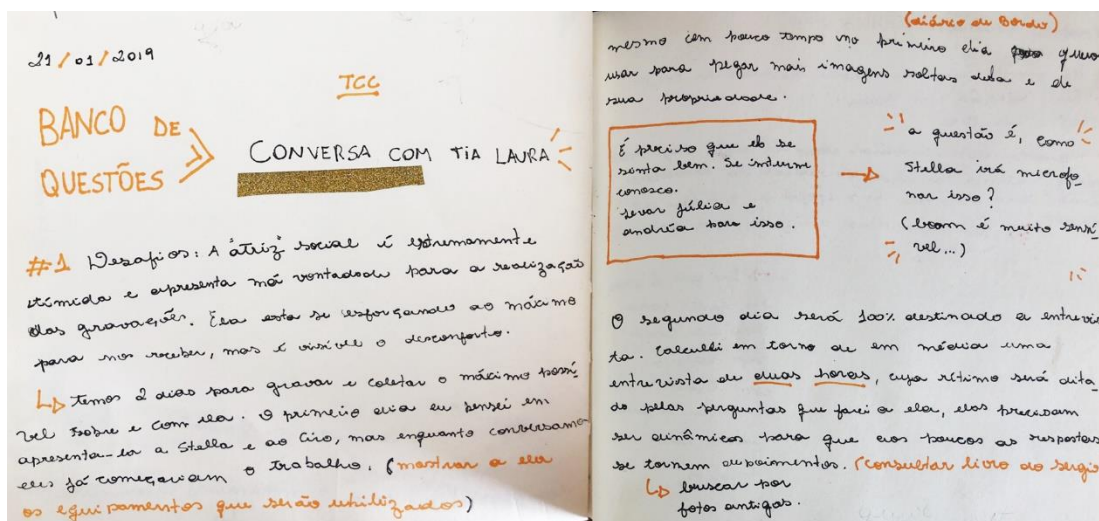 21/01/2019
TCC
BANCO DE
QUESTÕES
CONVERSA COM TIA LAURA
#1 Desafios: A "atriz" social é extremamente
tímida e apresenta má vontade para a realização
das gravações. Ela esta se esforçando ao máximo
para nos receber, mas é visível o desconforto.
↳ temos 2 dias para gravar e coletar o máximo possí
vel sobre e com ela. O primeiro dia eu pensei em
apresenta-la a Stella e ao Ciro, mas enquanto conversamos
eles já começariam o trabalho. (mostrar a ela
os equipamentos que serão utilizados)
(diário de Bordo)
mesmo com pouco tempo no primeiro dia quero
usar para pegar mais imagens soltas dela e de
sua propriedade.
É preciso que ela se
sinta bem. Se
conosco.
levar Júlia e
andréa para isso.
→
a questão é, como
Stella irá microfo
nar isso?
(boom é muito sensí
vel...)
O segundo dia será 100% destinado a entrevis
ta. Calculei em torno de em média uma
entrevista de duas horas, cujo rítimo será dita
do pelas perguntas que farei a ela, elas precisam
ser dinâmicas para que aos poucos as respostas
se tornem depoimentos. (consultar livro do Sergio
↳ buscar por
fotos antigas.